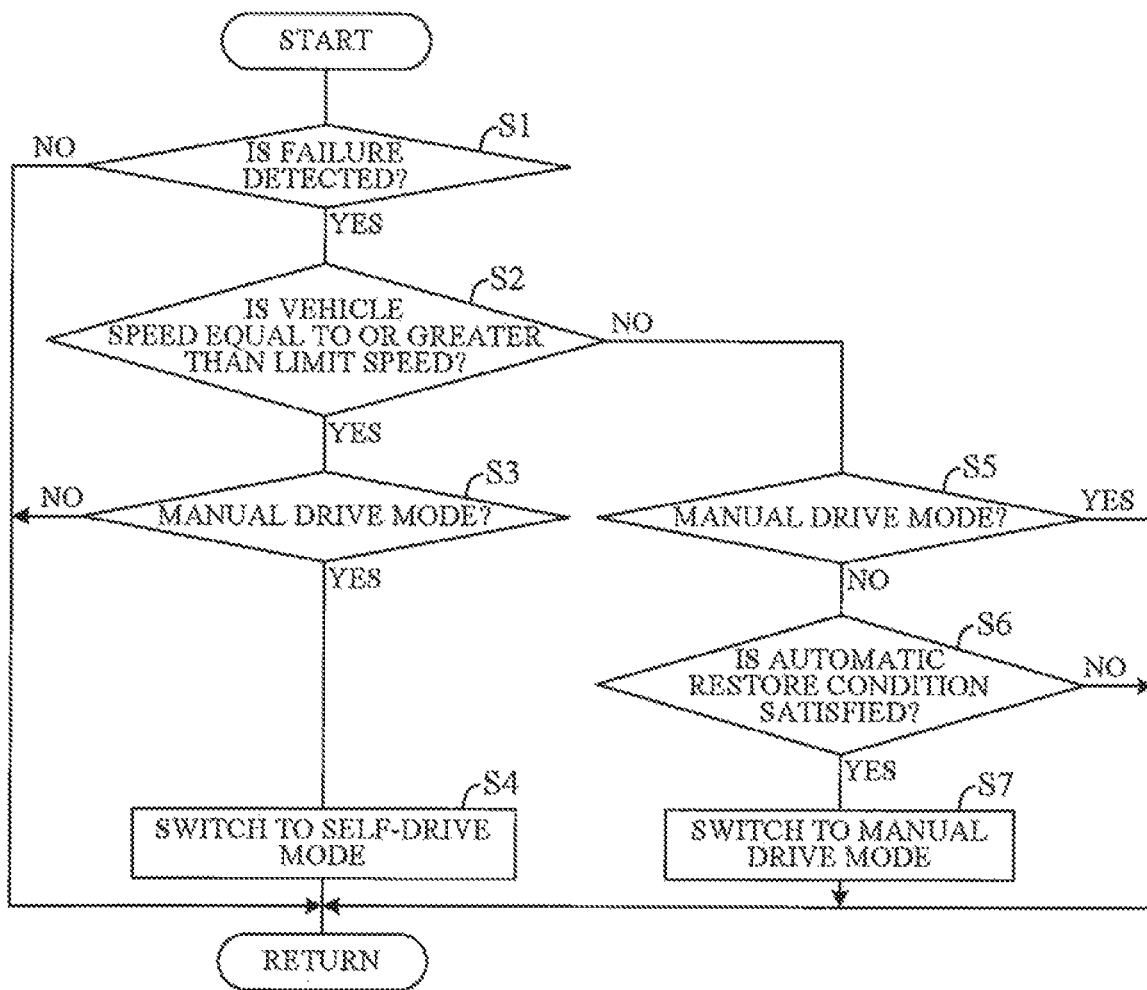 START
S1
NO
IS FAILURE
DETECTED?
YES
S2
IS VEHICLE
SPEED EQUAL TO OR GREATER
THAN LIMIT SPEED?
NO
YES
S3
NO
MANUAL DRIVE MODE?
YES
S5
MANUAL DRIVE MODE?
YES
NO
S6
IS AUTOMATIC
RESTORE CONDITION
SATISFIED?
NO
YES
S4
SWITCH TO SELF-DRIVE
MODE
S7
SWITCH TO MANUAL
DRIVE MODE
RETURN